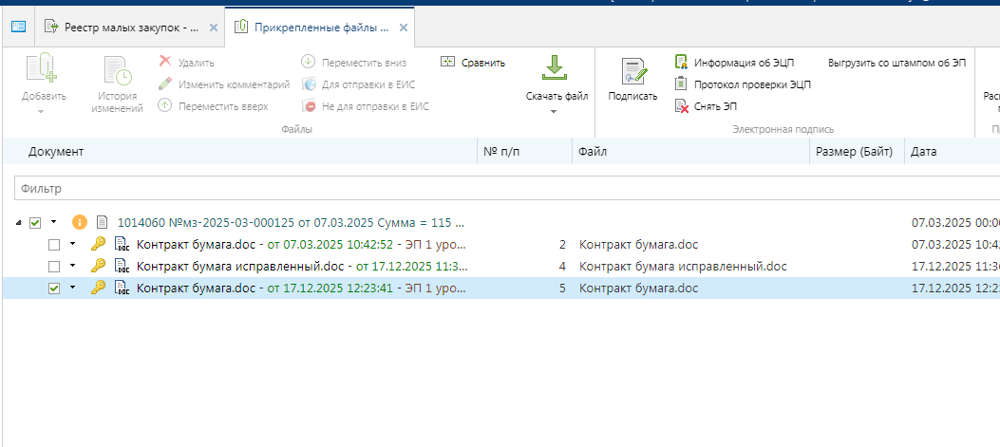 Реестр малых закупок - ...
Прикрепленные файлы ...
Добавить
История изменений
Удалить
Изменить комментарий
Переместить вверх
Переместить вниз
Для отправки в ЕИС
Не для отправки в ЕИС
Сравнить
Скачать файл
Файлы
Подписать
Информация об ЭЦП
Протокол проверки ЭЦП
Снять ЭП
Выгрузить со штампом об ЭП
Электронная подпись
Документ № п/п Файл Размер (Байт) Дата
Фильтр
1014060 №мз-2025-03-000125 от 07.03.2025 Сумма = 115 ... 07.03.2025 00:0
Контракт бумага.doc - от 07.03.2025 10:42:52 - ЭП 1 уро... 2 Контракт бумага.doc 07.03.2025 10:4
Контракт бумага исправленный.doc - от 17.12.2025 11:3... 4 Контракт бумага исправленный.doc 17.12.2025 11:3
Контракт бумага.doc - от 17.12.2025 12:23:41 - ЭП 1 уро... 5 Контракт бумага.doc 17.12.2025 12:2